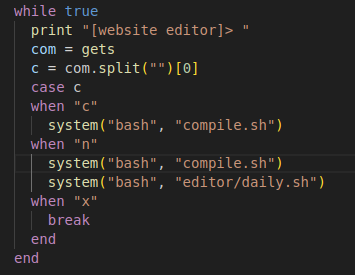 while true
  print "[website editor]> "
  com = gets
  c = com.split("")[0]
  case c
  when "c"
    system("bash", "compile.sh")
  when "n"
    system("bash", "compile.sh")
    system("bash", "editor/daily.sh")
  when "x"
    break
  end
end